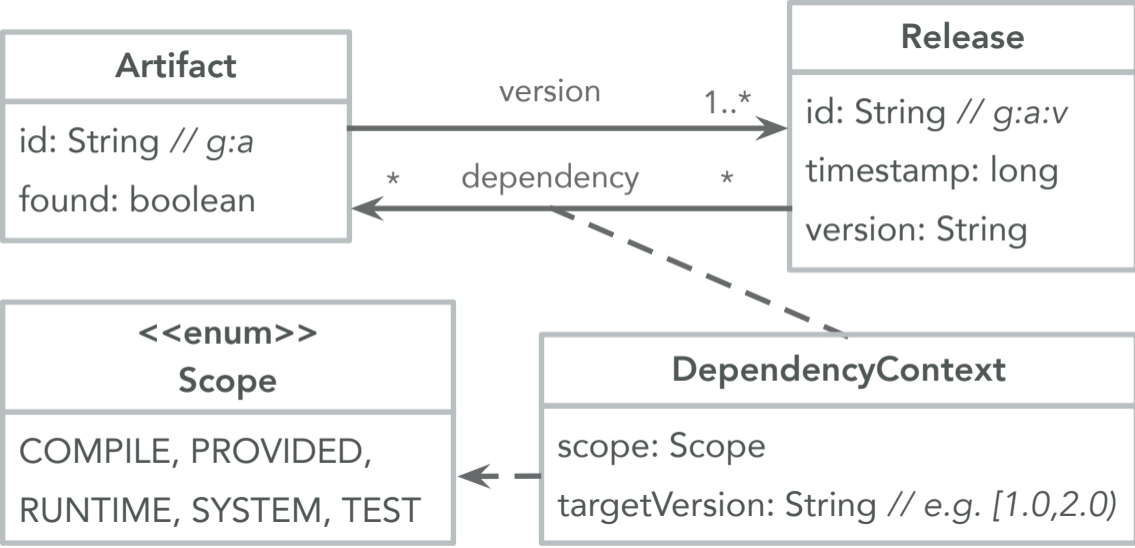 Artifact
id: String // g:a
found: boolean
version
1..*
* dependency *
Release
id: String // g:a:v
timestamp: long
version: String
<<enum>>
Scope
COMPILE, PROVIDED,
RUNTIME, SYSTEM, TEST
DependencyContext
scope: Scope
targetVersion: String // e.g. [1.0,2.0)